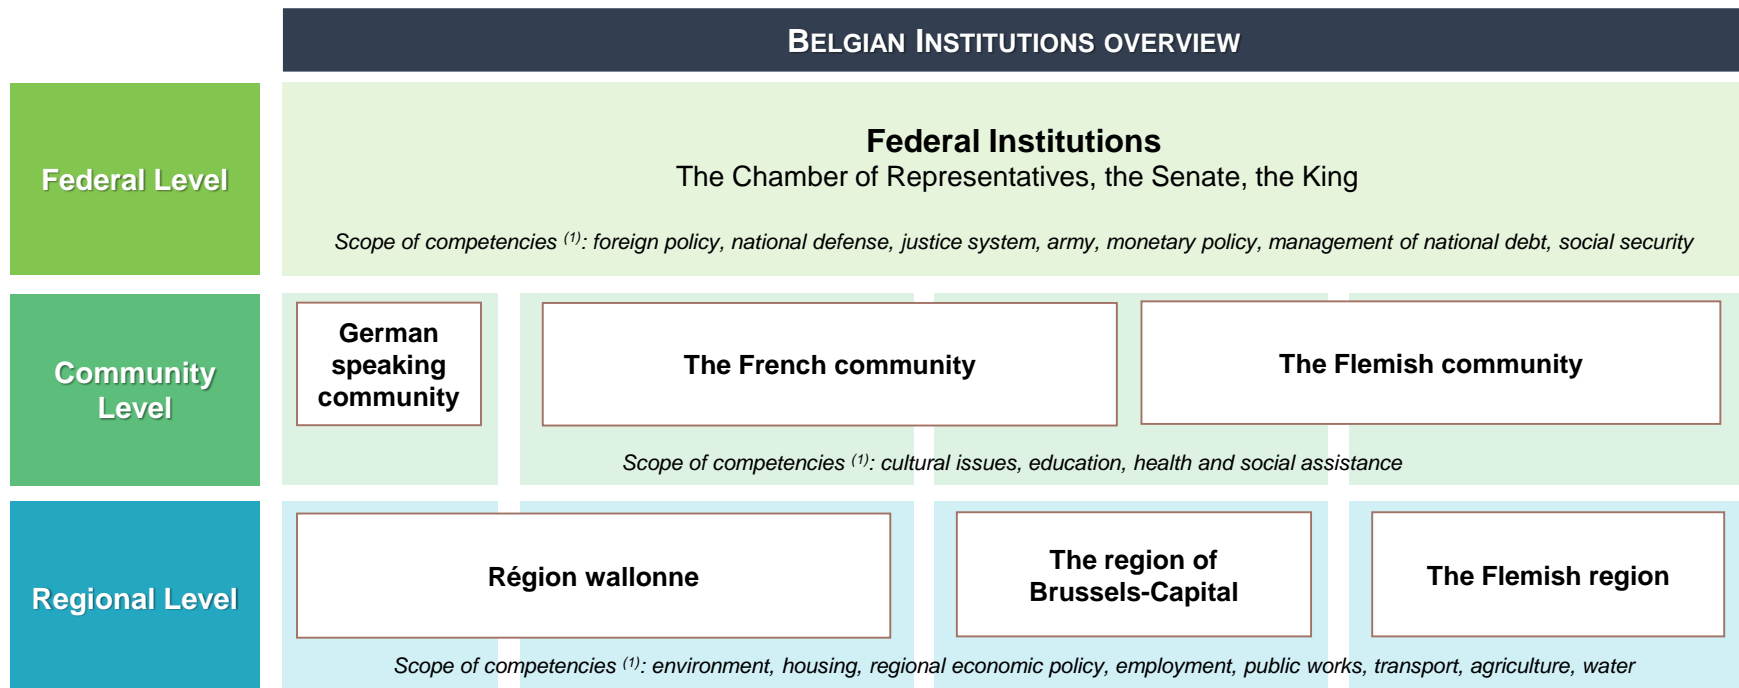 BELGIAN INSTITUTIONS OVERVIEW
Federal Level
Federal Institutions
The Chamber of Representatives, the Senate, the King
Scope of competencies (1): foreign policy, national defense, justice system, army, monetary policy, management of national debt, social security
Community
Level
German
speaking
community
The French community
The Flemish community
Scope of competencies (1): cultural issues, education, health and social assistance
Regional Level
Région wallonne
The region of
Brussels-Capital
The Flemish region
Scope of competencies (1): environment, housing, regional economic policy, employment, public works, transport, agriculture, water